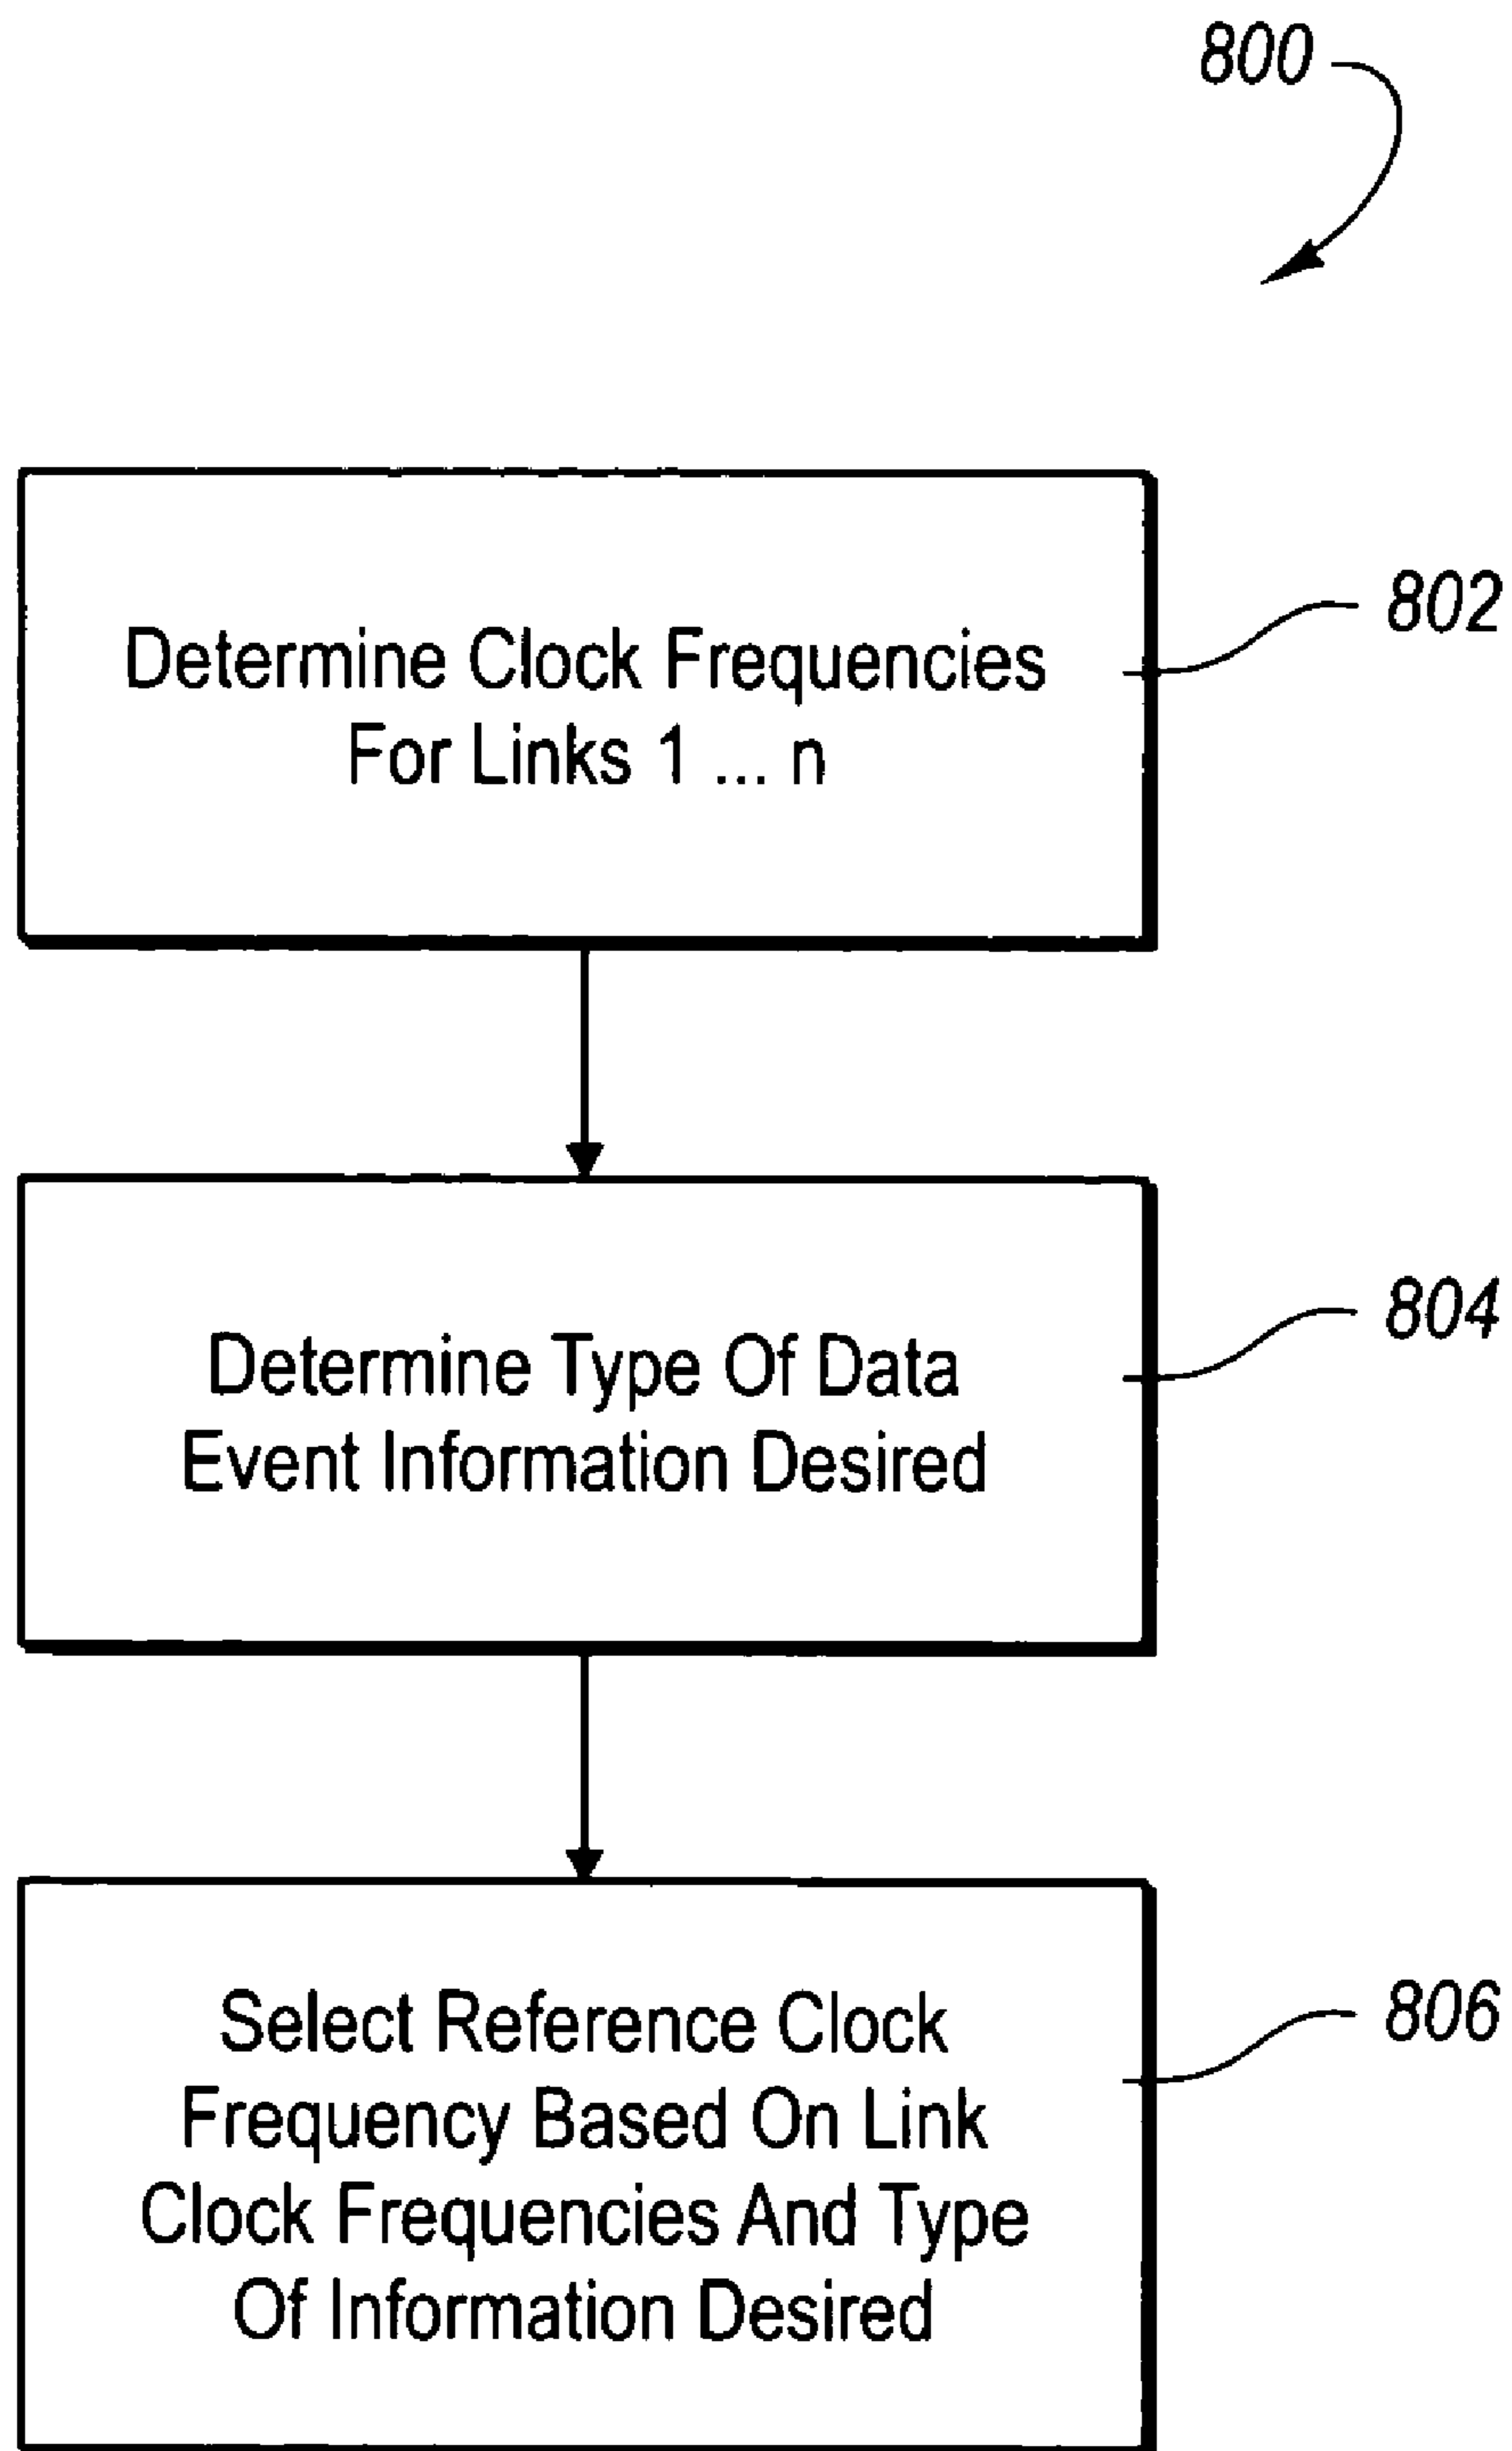 800
Determine Clock Frequencies
For Links 1 ... n
802
Determine Type Of Data
Event Information Desired
804
Select Reference Clock
Frequency Based On Link
Clock Frequencies And Type
Of Information Desired
806